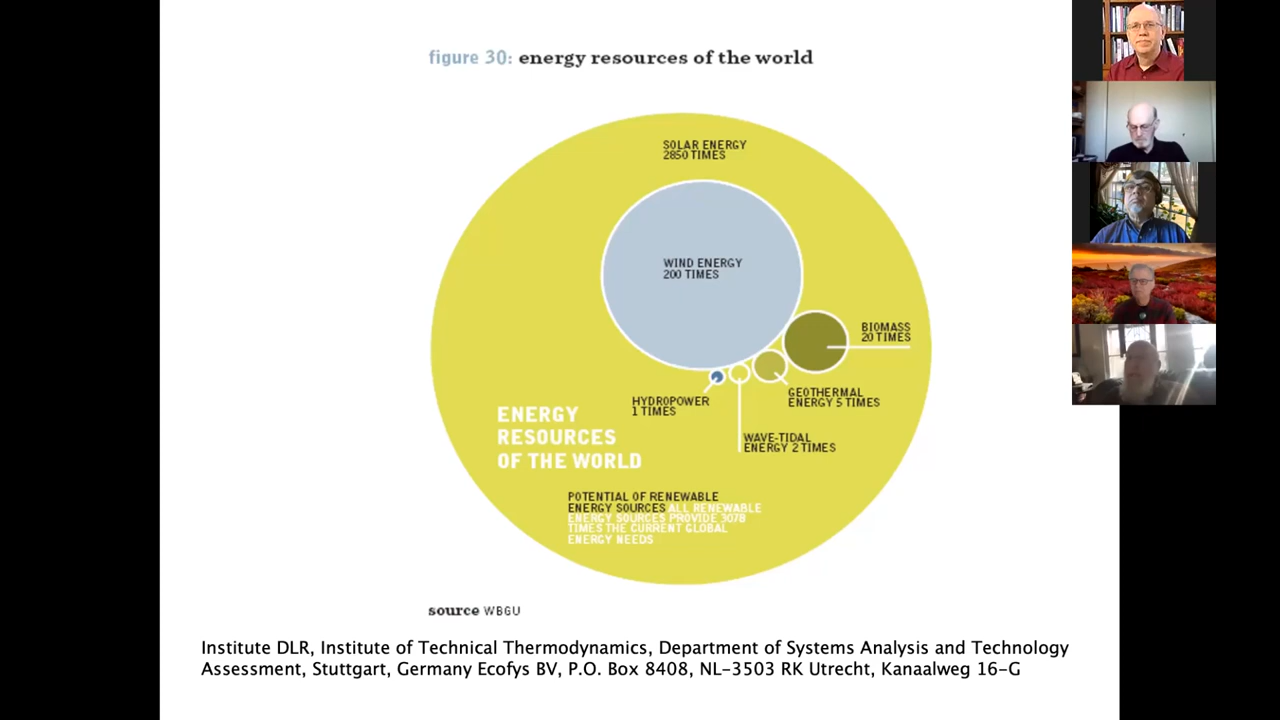 figure 30: energy resources of the world
SOLAR ENERGY
2850 TIMES
WIND ENERGY
200 TIMES
BIOMASS
20 TIMES
GEOTHERMAL
ENERGY 5 TIMES
HYDROPOWER
1 TIMES
WAVE-TIDAL
ENERGY 2 TIMES
ENERGY
RESOURCES
OF THE WORLD
POTENTIAL OF RENEWABLE
ENERGY SOURCES ALL RENEWABLE
ENERGY SOURCES PROVIDE 3078
TIMES THE CURRENT GLOBAL
ENERGY NEEDS
source WBGU
Institute DLR, Institute of Technical Thermodynamics, Department of Systems Analysis and Technology
Assessment, Stuttgart, Germany Ecofys BV, P.O. Box 8408, NL-3503 RK Utrecht, Kanaalweg 16-G